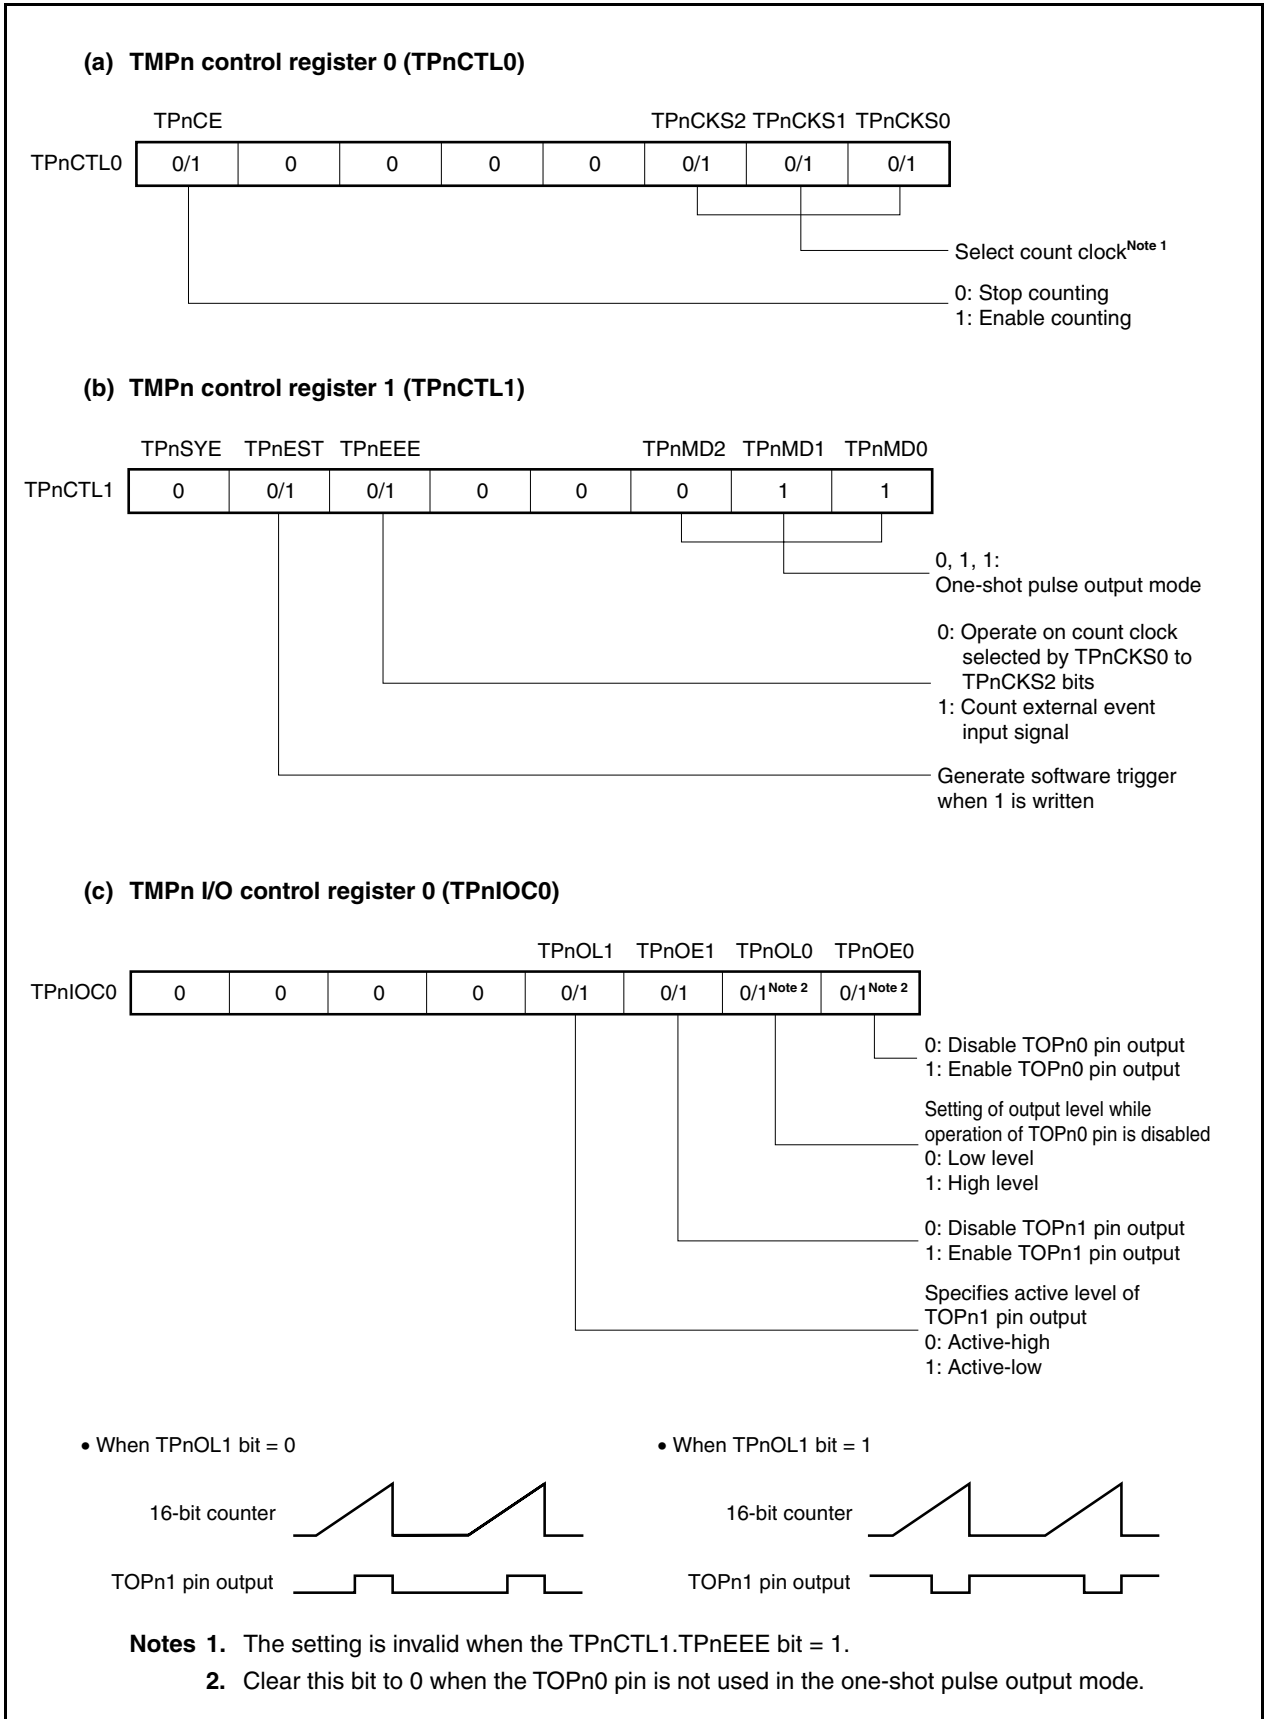 (a) TMPn control register 0 (TPnCTL0)
TPnCE TPnCKS2 TPnCKS1 TPnCKS0
TPnCTL0 0/1 0 0 0 0 0/1 0/1 0/1
Select count clock Note 1
0: Stop counting
1: Enable counting
(b) TMPn control register 1 (TPnCTL1)
TPnSYE TPnEST TPnEEE TPnMD2 TPnMD1 TPnMD0
TPnCTL1 0 0/1 0/1 0 0 0 1 1
0, 1, 1:
One-shot pulse output mode
0: Operate on count clock
selected by TPnCKS0 to
TPnCKS2 bits
1: Count external event
input signal
Generate software trigger
when 1 is written
(c) TMPn I/O control register 0 (TPnIOC0)
TPnOL1 TPnOE1 TPnOL0 TPnOE0
TPnIOC0 0 0 0 0 0/1 0/1 0/1 Note 2 0/1 Note 2
0: Disable TOPn0 pin output
1: Enable TOPn0 pin output
Setting of output level while
operation of TOPn0 pin is disabled
0: Low level
1: High level
0: Disable TOPn1 pin output
1: Enable TOPn1 pin output
Specifies active level of
TOPn1 pin output
0: Active-high
1: Active-low
• When TPnOL1 bit = 0 • When TPnOL1 bit = 1
16-bit counter 16-bit counter
TOPn1 pin output TOPn1 pin output
Notes 1. The setting is invalid when the TPnCTL1.TPnEEE bit = 1.
2. Clear this bit to 0 when the TOPn0 pin is not used in the one-shot pulse output mode.